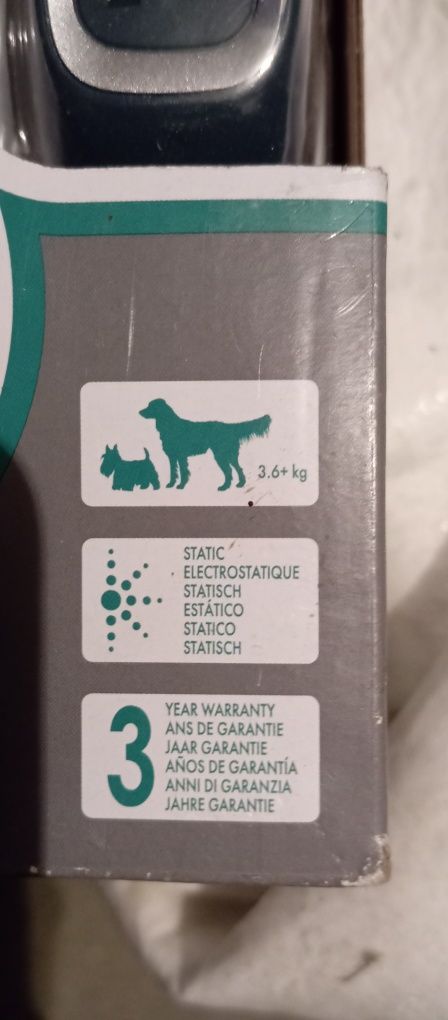 3.6+ kg
STATIC
ELECTROSTATIQUE
STATISCH
ESTÁTICO
STATICO
STATISCH
3
YEAR WARRANTY
ANS DE GARANTIE
JAAR GARANTIE
AÑOS DE GARANTÍA
ANNI DI GARANZIA
JAHRE GARANTIE